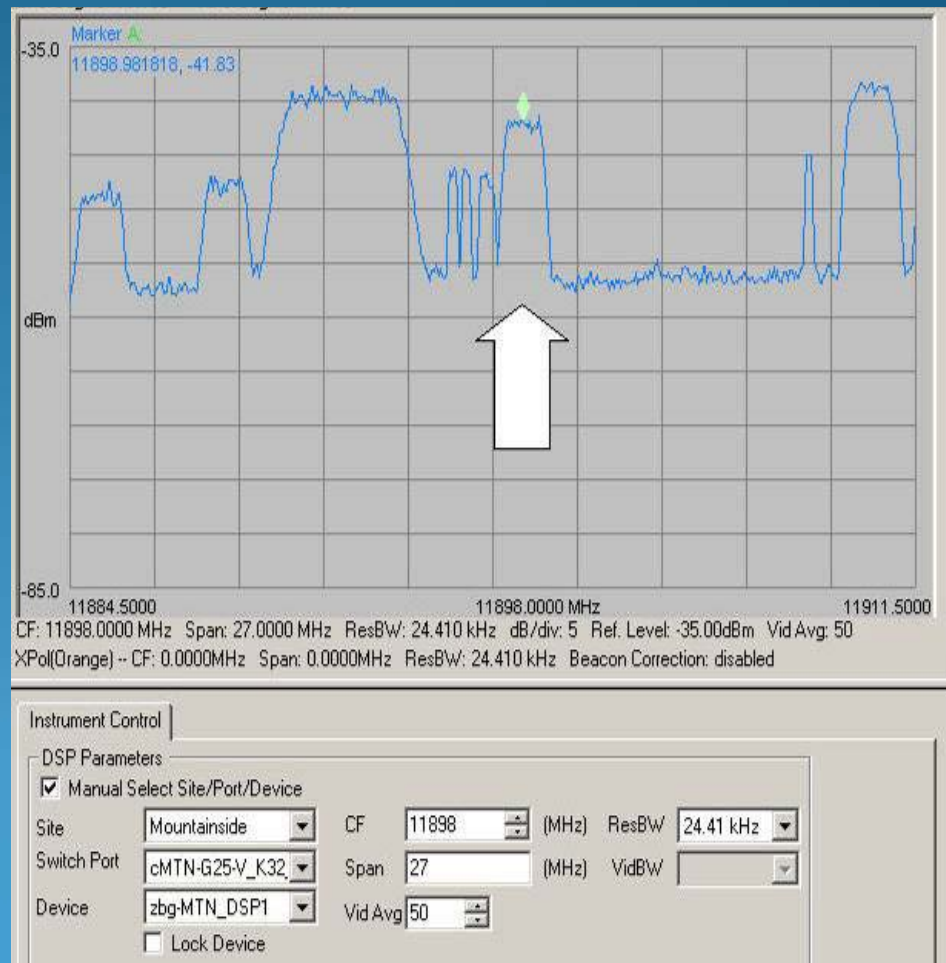 Marker A:
-35.0
11898.981818, -41.83
dBm
-85.0
11884.5000 11898.0000 MHz 11911.5000
CF: 11898.0000 MHz Span: 27.0000 MHz ResBW: 24.410 kHz dB/div: 5 Ref. Level: -35.00dBm Vid Avg: 50
XPol(Orange) -- CF: 0.0000MHz Span: 0.0000MHz ResBW: 24.410 kHz Beacon Correction: disabled
Instrument Control
DSP Parameters
Manual Select Site/Port/Device
Site Mountainside CF 11898 (MHz) ResBW 24.41 kHz
Switch Port cMTN-G25-V_K32_ Span 27 (MHz) VidBW
Device zbg-MTN_DSP1 Vid Avg 50
Lock Device